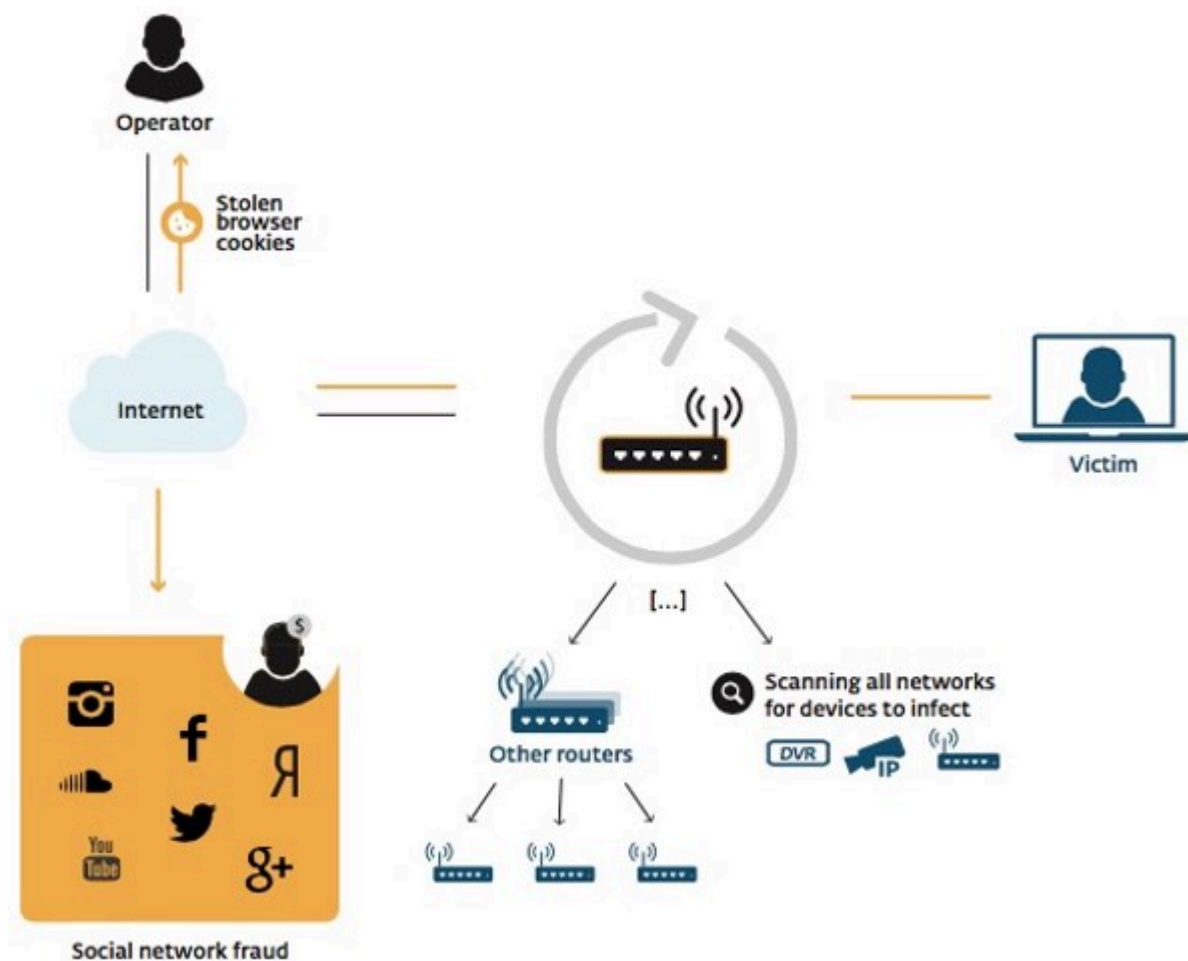 Operator
Stolen
browser
cookies
Internet
Victim
[...]
$
Scanning all networks
for devices to infect
Other routers
DVR
IP
f
Я
You
Tube
g+
Social network fraud